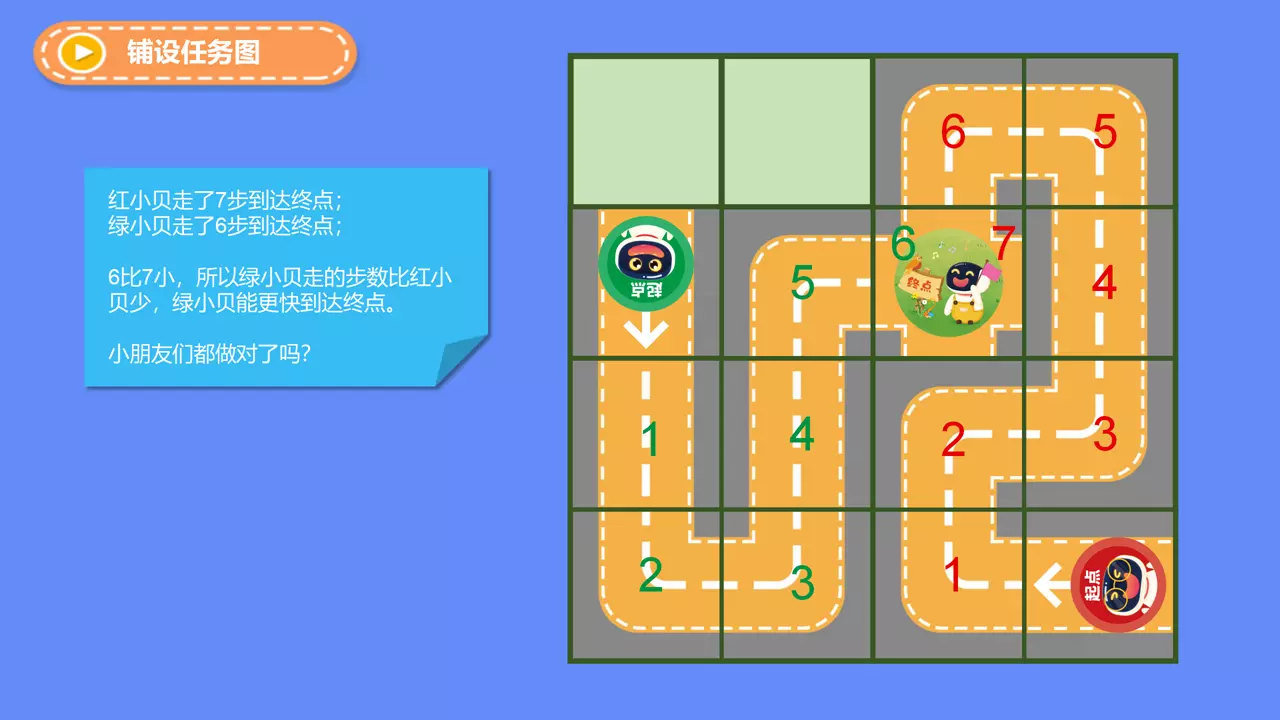 铺设任务图
红小贝走了7步到达终点；
绿小贝走了6步到达终点；
6比7小，所以绿小贝走的步数比红小
贝少，绿小贝能更快到达终点。
小朋友们都做对了吗？
6 5
起点 5 6 终点 7 4
1 4 2 3
2 3 1 起点